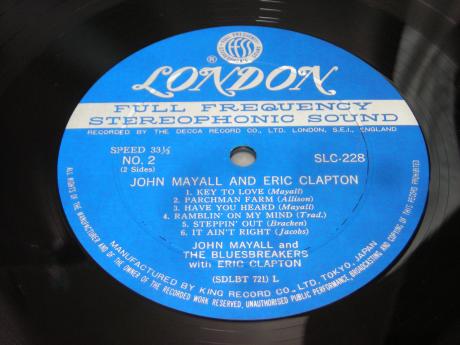 FULL FREQUENCY
®
LONDON
FULL FREQUENCY
STEREOPHONIC SOUND
RECORDED BY THE DECCA RECORD CO., LTD. LONDON, S.E.I., ENGLAND
SPEED 33⅓
NO. 2
(2 Sides)
SLC-228
JOHN MAYALL AND ERIC CLAPTON
1. KEY TO LOVE (Mayall)
2. PARCHMAN FARM (Allison)
3. HAVE YOU HEARD (Mayall)
4. RAMBLIN' ON MY MIND (Trad.)
5. STEPPIN' OUT (Bracken)
6. IT AIN'T RIGHT (Jacobs)
JOHN MAYALL and
THE BLUESBREAKERS
with ERIC CLAPTON
(SDLBT 721) L
MANUFACTURED BY KING RECORD CO., LTD. TOKYO, JAPAN
ALL RIGHTS OF THE MANUFACTURER AND OF THE OWNER OF THE RECORDED WORK RESERVED, UNAUTHORISED PUBLIC PERFORMANCE, BROADCASTING AND COPYING OF THIS RECORD PROHIBITED